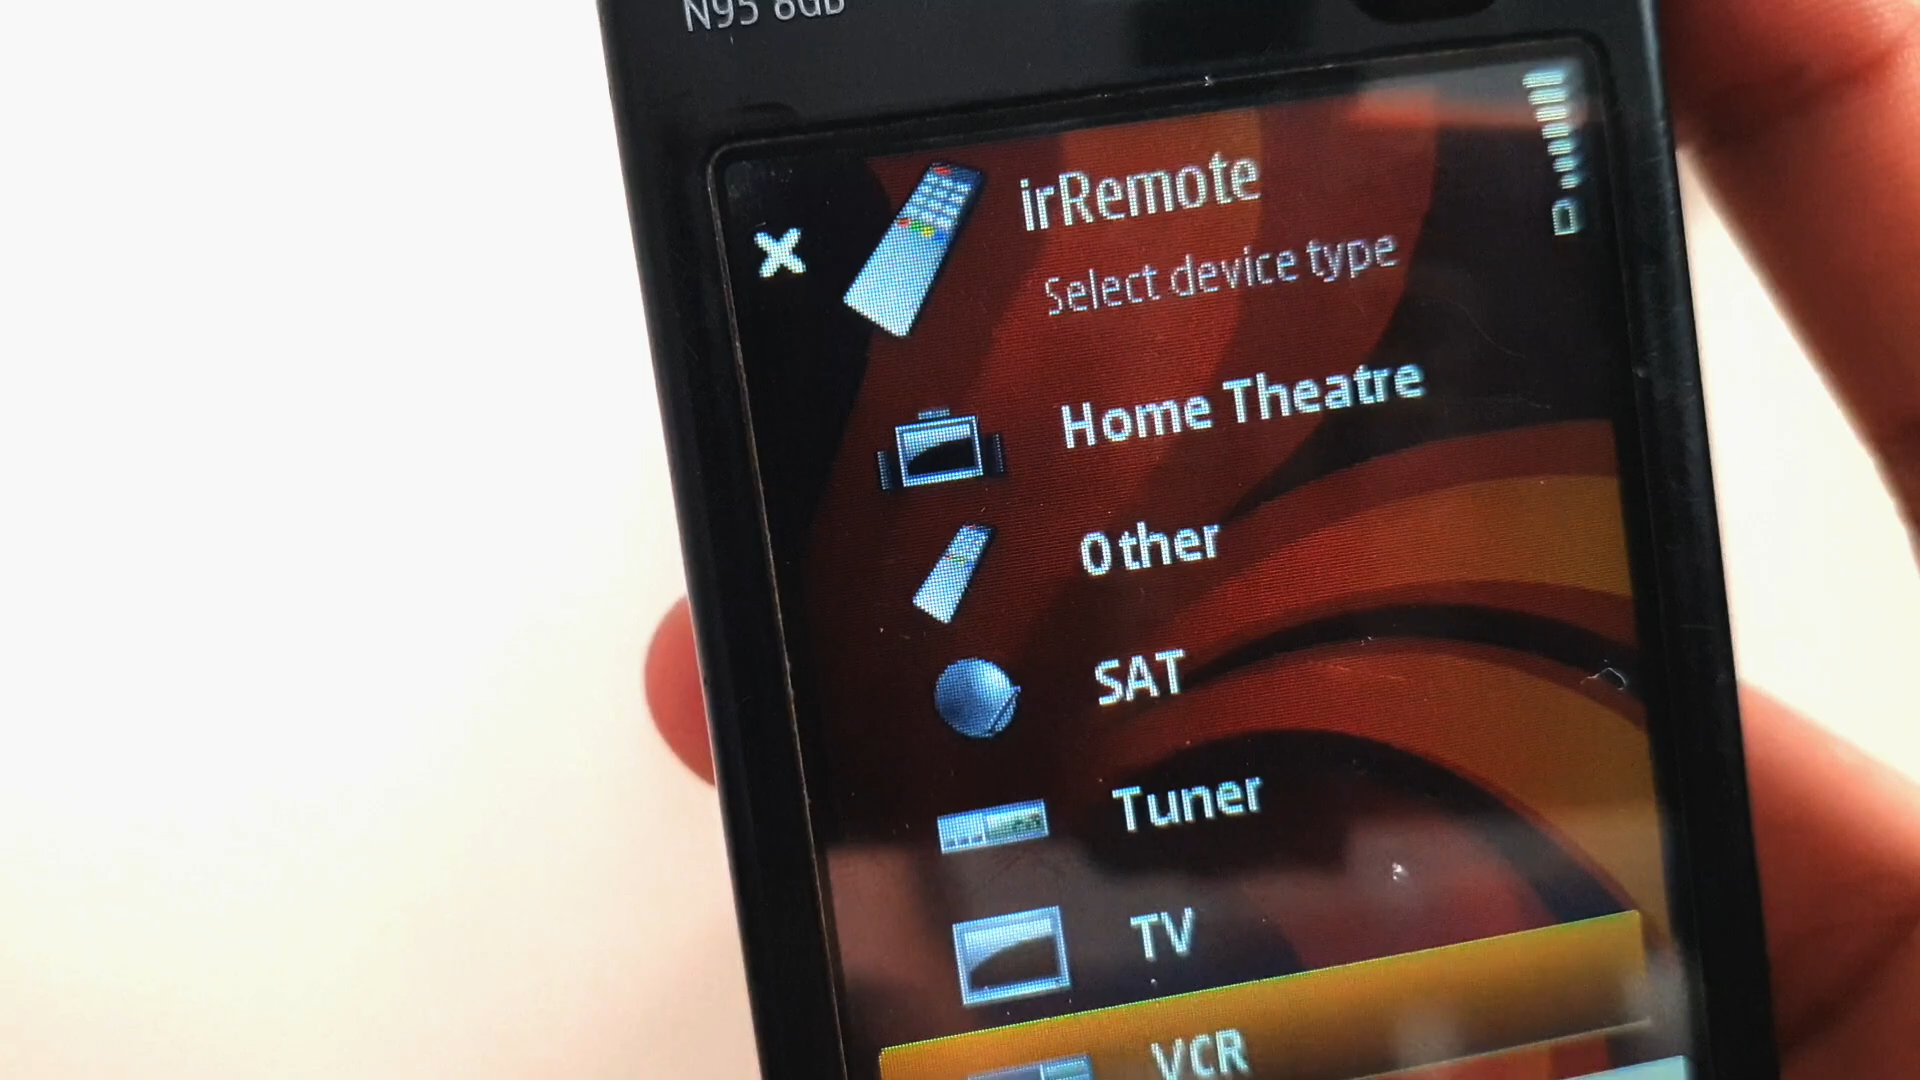 N95 8GB
irRemote
Select device type
Home Theatre
Other
SAT
Tuner
TV
VCR